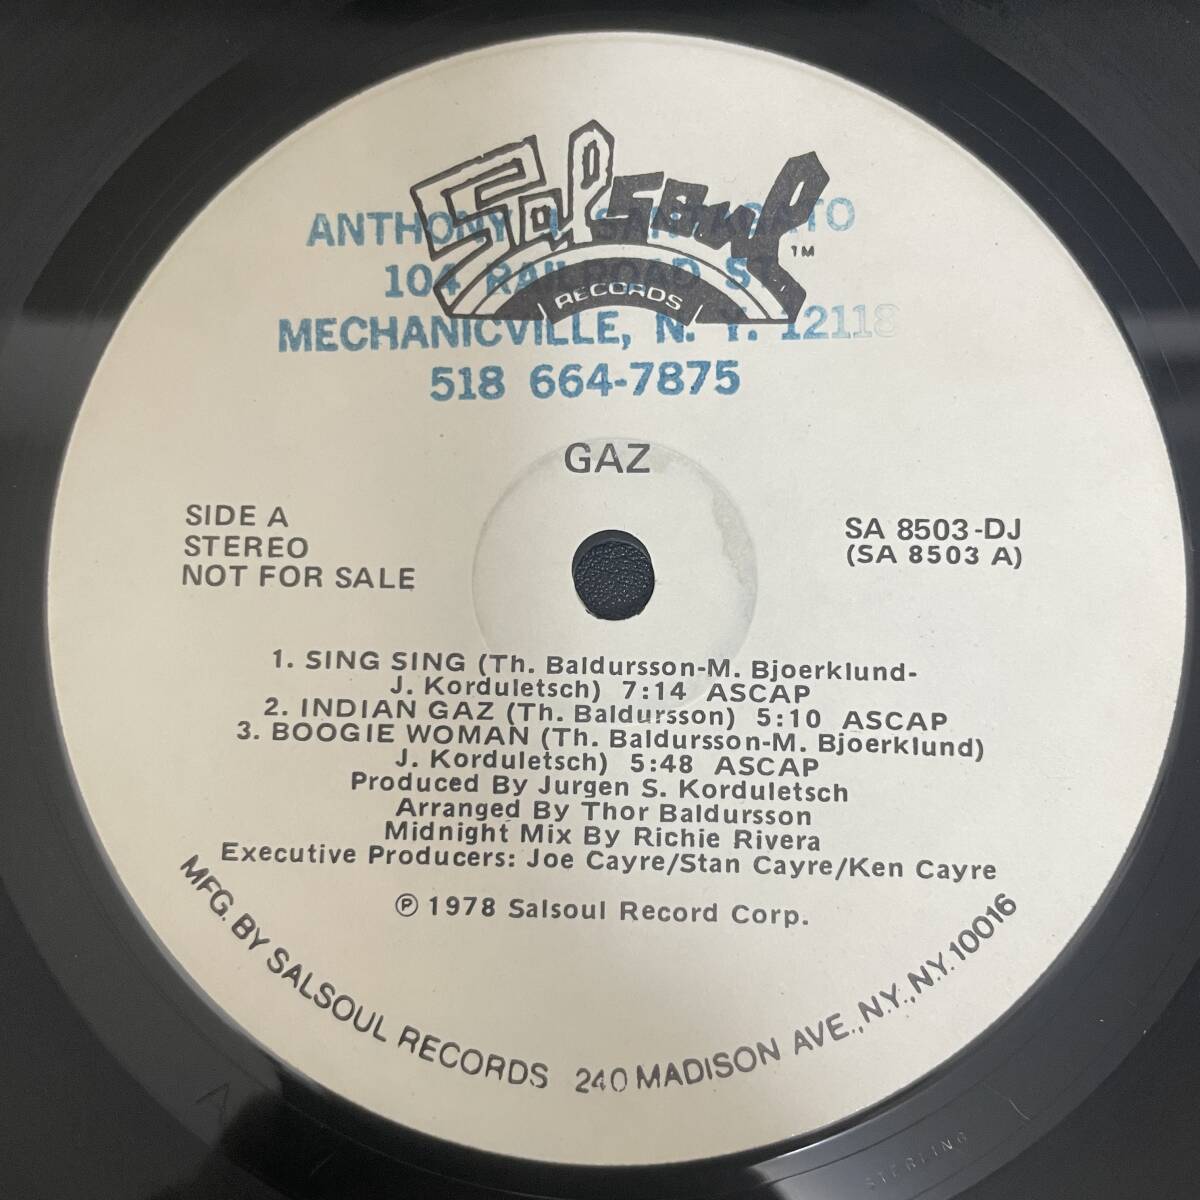 Salsoul
TM
RECORDS
ANTHONY
104 RAILROAD ST
MECHANICVILLE, N. Y. 12118
518 664-7875
GAZ
SIDE A
STEREO
NOT FOR SALE
SA 8503-DJ
(SA 8503 A)
1. SING SING (Th. Baldursson-M. Bjoerklund-
J. Korduletsch) 7:14 ASCAP
2. INDIAN GAZ (Th. Baldursson) 5:10 ASCAP
3. BOOGIE WOMAN (Th. Baldursson-M. Bjoerklund)
J. Korduletsch) 5:48 ASCAP
Produced By Jurgen S. Korduletsch
Arranged By Thor Baldursson
Midnight Mix By Richie Rivera
Executive Producers: Joe Cayre/Stan Cayre/Ken Cayre
℗ 1978 Salsoul Record Corp.
MFG. BY SALSOUL RECORDS 240 MADISON AVE., N.Y., N.Y. 10016
STERLING